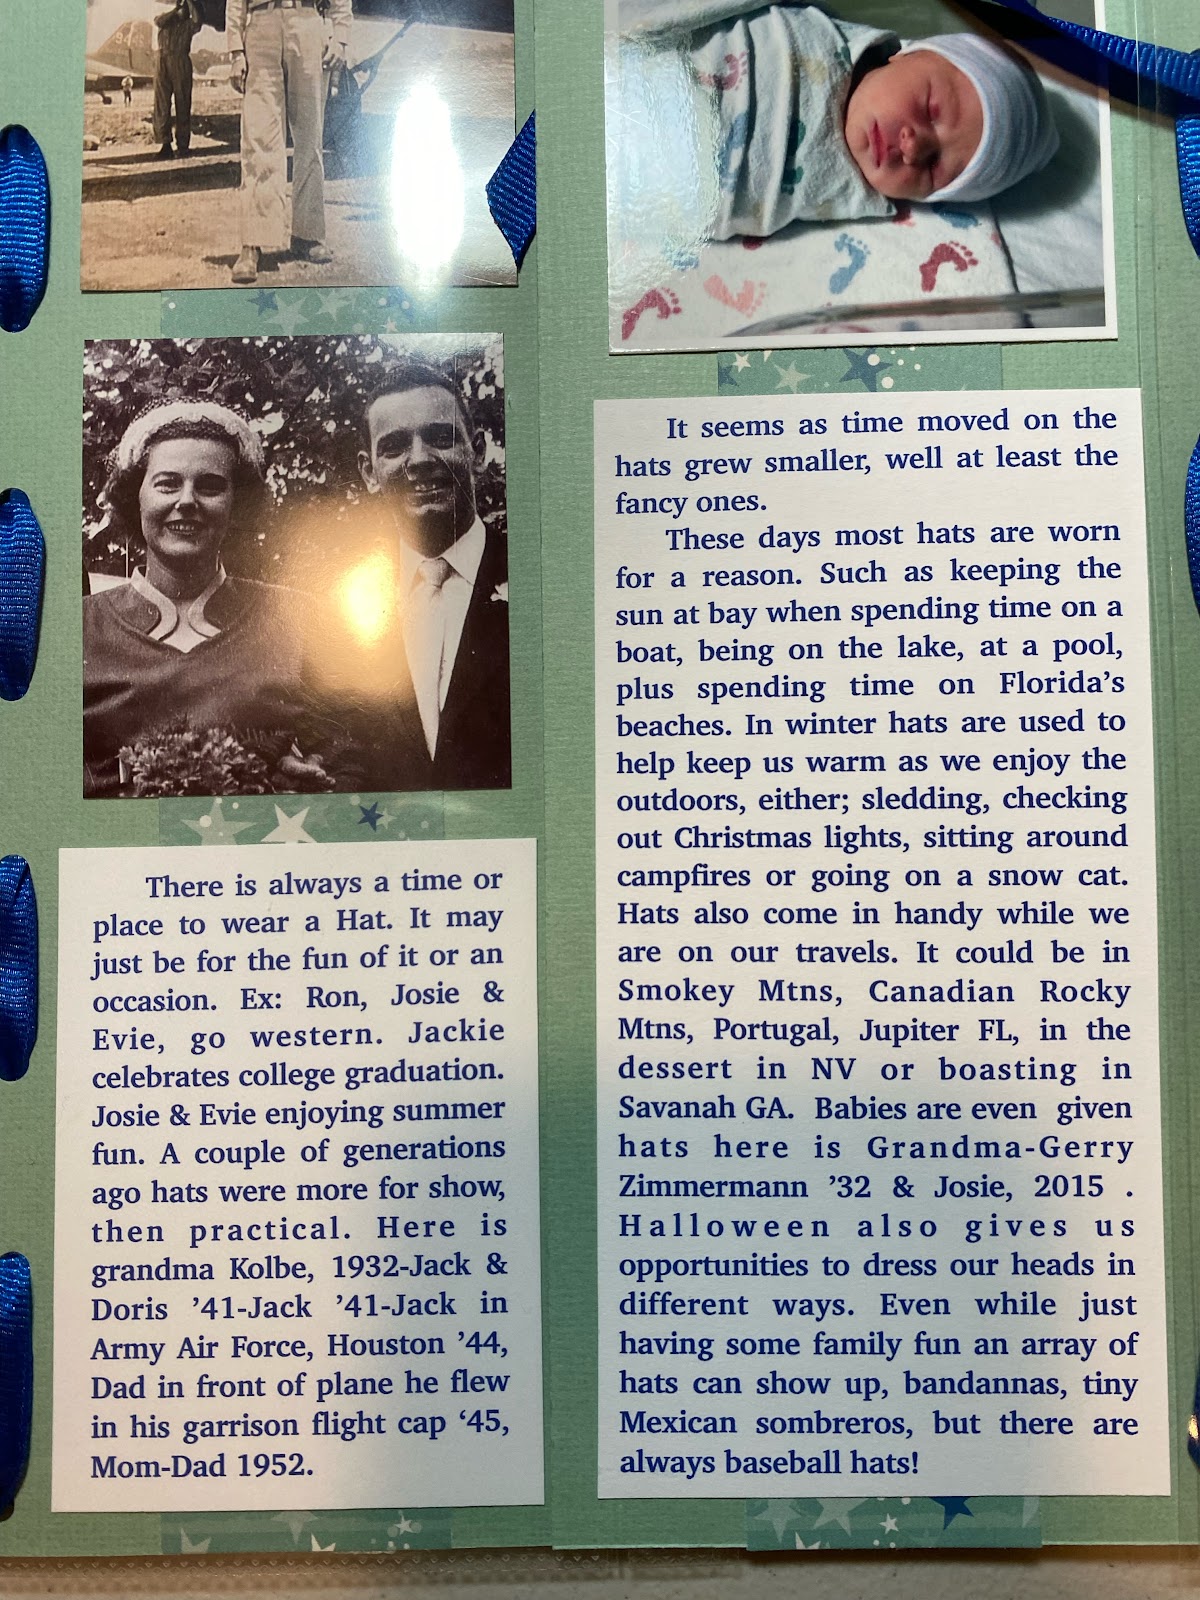 There is always a time or
place to wear a Hat. It may
just be for the fun of it or an
occasion. Ex: Ron, Josie &
Evie, go western. Jackie
celebrates college graduation.
Josie & Evie enjoying summer
fun. A couple of generations
ago hats were more for show,
then practical. Here is
grandma Kolbe, 1932-Jack &
Doris ’41-Jack ’41-Jack in
Army Air Force, Houston ’44,
Dad in front of plane he flew
in his garrison flight cap ‘45,
Mom-Dad 1952.
It seems as time moved on the
hats grew smaller, well at least the
fancy ones.
These days most hats are worn
for a reason. Such as keeping the
sun at bay when spending time on a
boat, being on the lake, at a pool,
plus spending time on Florida’s
beaches. In winter hats are used to
help keep us warm as we enjoy the
outdoors, either; sledding, checking
out Christmas lights, sitting around
campfires or going on a snow cat.
Hats also come in handy while we
are on our travels. It could be in
Smokey Mtns, Canadian Rocky
Mtns, Portugal, Jupiter FL, in the
dessert in NV or boasting in
Savanah GA. Babies are even given
hats here is Grandma-Gerry
Zimmermann ’32 & Josie, 2015 .
Halloween also gives us
opportunities to dress our heads in
different ways. Even while just
having some family fun an array of
hats can show up, bandannas, tiny
Mexican sombreros, but there are
always baseball hats!